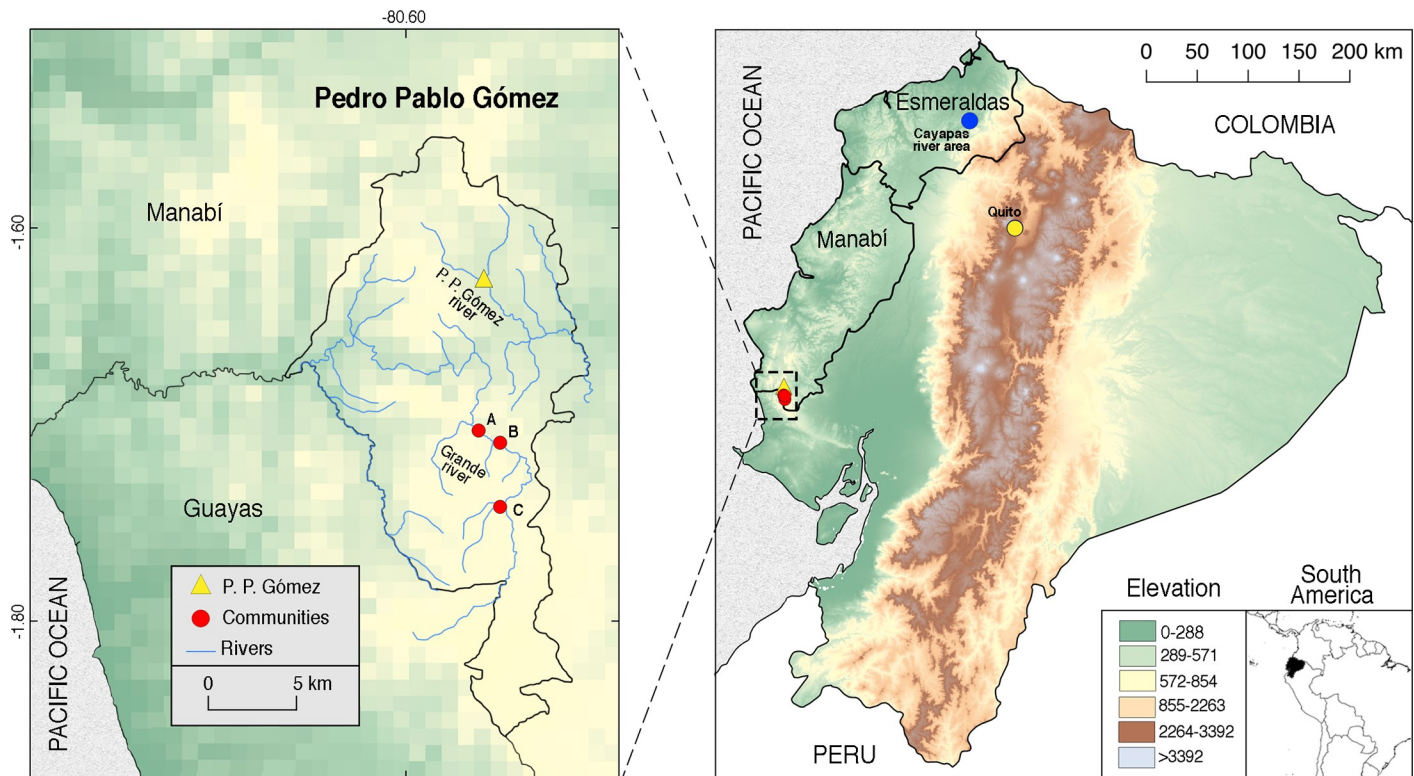 -80.60
-1.60
-1.80
Pedro Pablo Gómez
Manabí
P. P. Gómez
river
A
B
Grande
river
C
Guayas
PACIFIC OCEAN
P. P. Gómez
Communities
Rivers
0 5 km
PACIFIC OCEAN
0 50 100 150 200 km
Esmeraldas
Cayapas
river area
COLOMBIA
Quito
Manabí
PERU
Elevation
0-288
289-571
572-854
855-2263
2264-3392
>3392
South
America